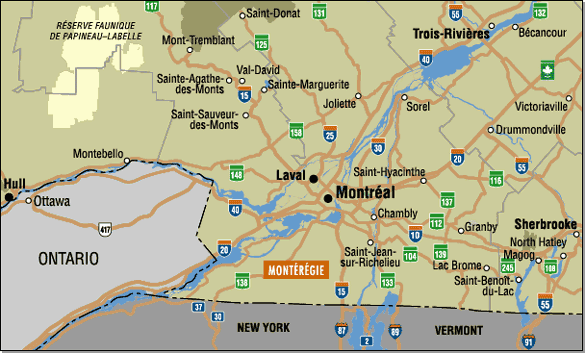 117
Saint-Donat
131
55
132
RÉSERVE FAUNIQUE
DE PAPINEAU-LABELLE
Trois-Rivières
Bécancour
Mont-Tremblant
125
40
Sainte-Agathe-
des-Monts
Val-David
Sainte-Marguerite
15
Joliette
Sorel
Victoriaville
Saint-Sauveur-
des-Monts
158
25
Drummondville
30
Montebello
148
20
55
Laval
Saint-Hyacinthe
116
Hull
Ottawa
Montréal
137
40
Chambly
112
417
10
Granby
Sherbrooke
20
ONTARIO
Saint-Jean-
sur-Richelieu
104
139
North Hatley
Magog
MONTÉRÉGIE
Lac Brome
245
108
138
133
Saint-Benoît-
du-Lac
15
55
37
30
NEW YORK
87
2
89
VERMONT
91